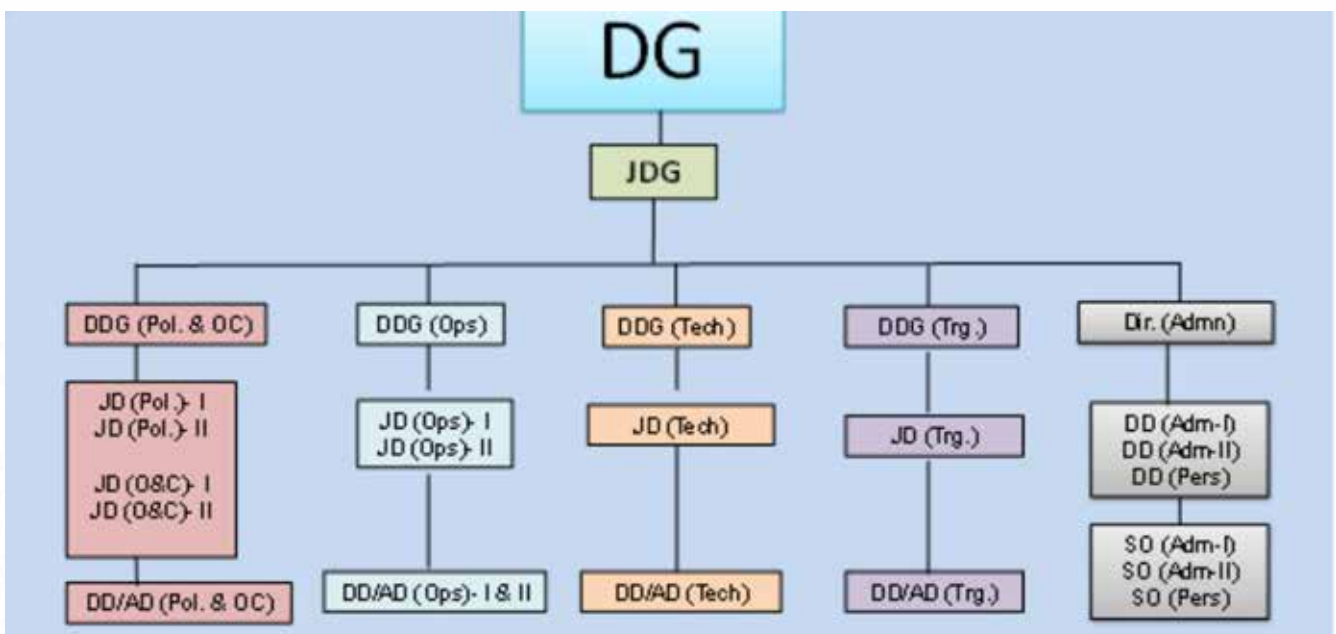 DG
JDG
DDG (Pol. & OC)
DDG (Ops)
DDG (Tech)
DDG (Trg.)
Dir. (Admn)
JD (Pol.)- I
JD (Pol.)- II
JD (O&C)- I
JD (O&C)- II
JD (Ops)- I
JD (Ops)- II
JD (Tech)
JD (Trg.)
DD (Adm-I)
DD (Adm-II)
DD (Pers)
DD/AD (Pol. & OC)
DD/AD (Ops)- I & II
DD/AD (Tech)
DD/AD (Trg.)
SO (Adm-I)
SO (Adm-II)
SO (Pers)